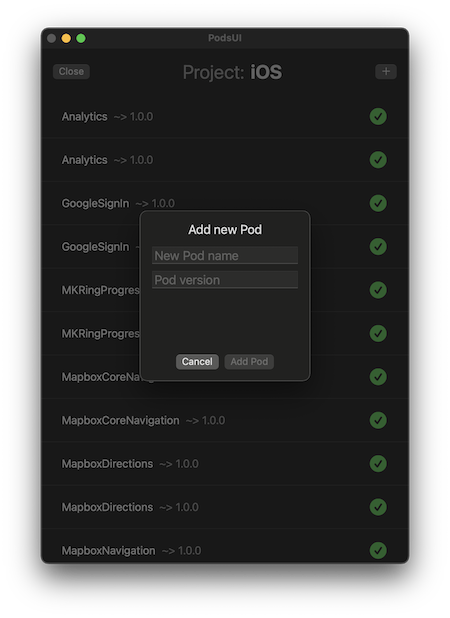 PodsUI
Close
Project: iOS
+
Analytics ~> 1.0.0
Analytics ~> 1.0.0
GoogleSignIn ~> 1.0.0
GoogleSignIn
MKRingProgres
MKRingProgres
MapboxCoreNavig
MapboxCoreNavigation ~> 1.0.0
MapboxDirections ~> 1.0.0
MapboxDirections ~> 1.0.0
MapboxNavigation ~> 1.0.0
Add new Pod
New Pod name
Pod version
Cancel
Add Pod